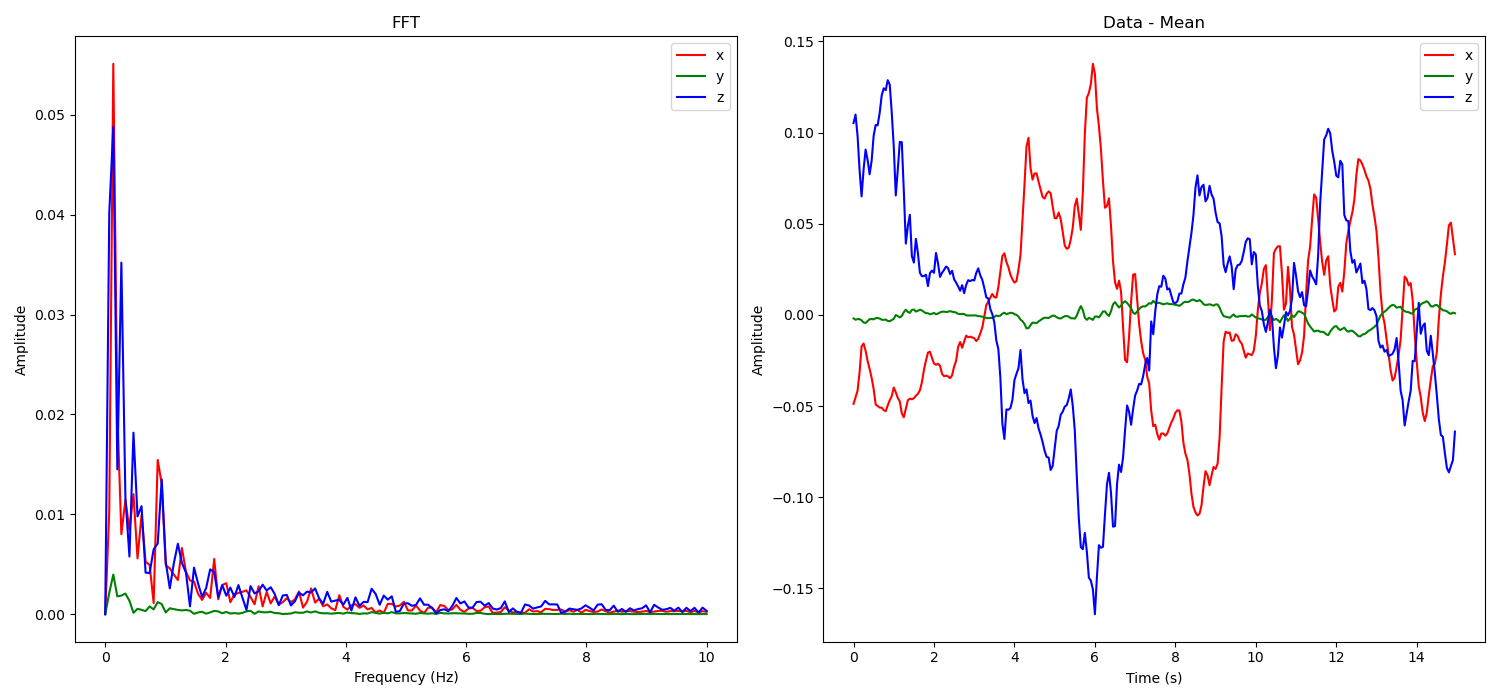 FFT
Amplitude
0.05
0.04
0.03
0.02
0.01
0.00
0 2 4 6 8 10
Frequency (Hz)
x
y
z
Data - Mean
Amplitude
0.15
0.10
0.05
0.00
−0.05
−0.10
−0.15
0 2 4 6 8 10 12 14
Time (s)
x
y
z